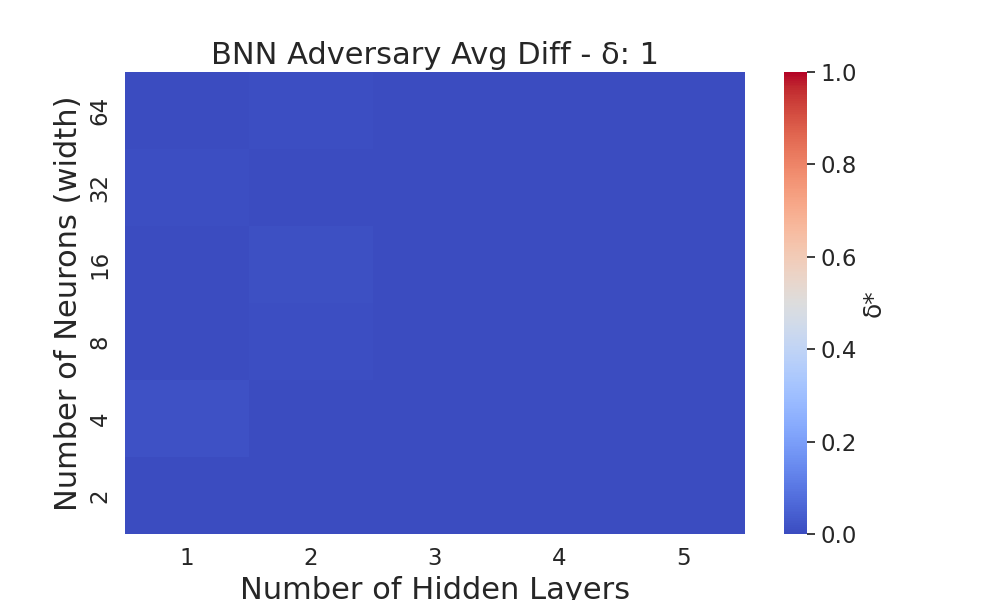 BNN Adversary Avg Diff - δ: 1
Number of Neurons (width)
64
32
16
8
4
2
1 2 3 4 5
Number of Hidden Layers
1.0
0.8
0.6
0.4
0.2
0.0
δ*